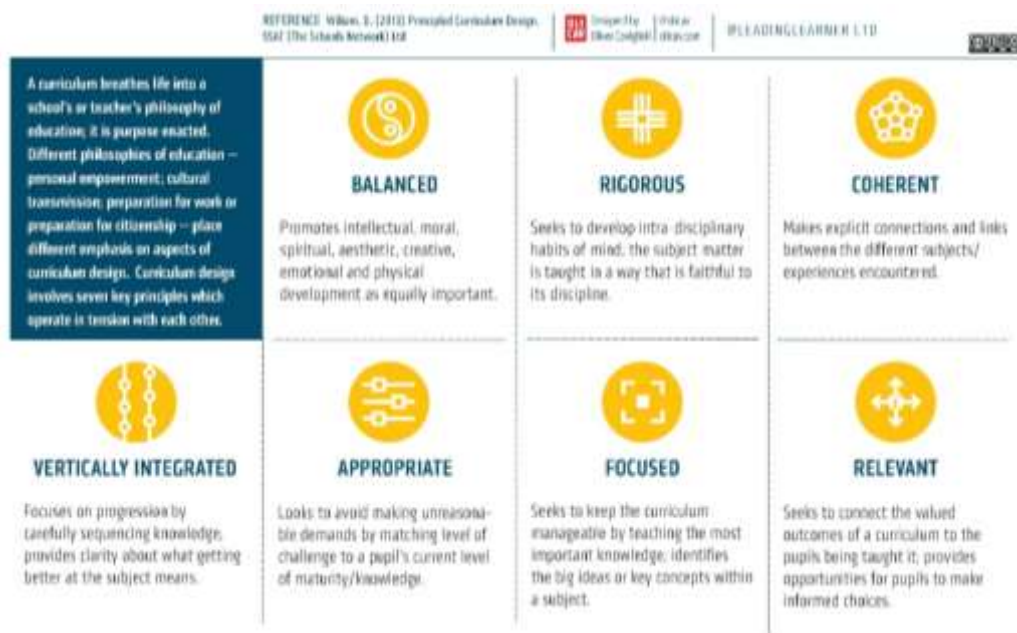 REFERENCE Wiliam, D. (2013) Principled Curriculum Design.
SSAT (The Schools Network) Ltd
Designed by
Oliver Caviglioli
@LEADINGLEARNER LTD
A curriculum breathes life into a
school's or teacher's philosophy of
education; it is purpose enacted.
Different philosophies of education –
personal empowerment; cultural
transmission; preparation for work or
preparation for citizenship – place
different emphasis on aspects of
curriculum design. Curriculum design
involves seven key principles which
operate in tension with each other.
BALANCED
Promotes intellectual, moral,
spiritual, aesthetic, creative,
emotional and physical
development as equally important.
RIGOROUS
Seeks to develop intra disciplinary
habits of mind; the subject matter
is taught in a way that is faithful to
its discipline.
COHERENT
Makes explicit connections and links
between the different subjects/
experiences encountered.
VERTICALLY INTEGRATED
Focuses on progression by
carefully sequencing knowledge;
provides clarity about what getting
better at the subject means.
APPROPRIATE
Looks to avoid making unreasona-
ble demands by matching level of
challenge to a pupil's current level
of maturity/knowledge.
FOCUSED
Seeks to keep the curriculum
manageable by teaching the most
important knowledge; identifies
the big ideas or key concepts within
a subject.
RELEVANT
Seeks to connect the valued
outcomes of a curriculum to the
pupils being taught it; provides
opportunities for pupils to make
informed choices.